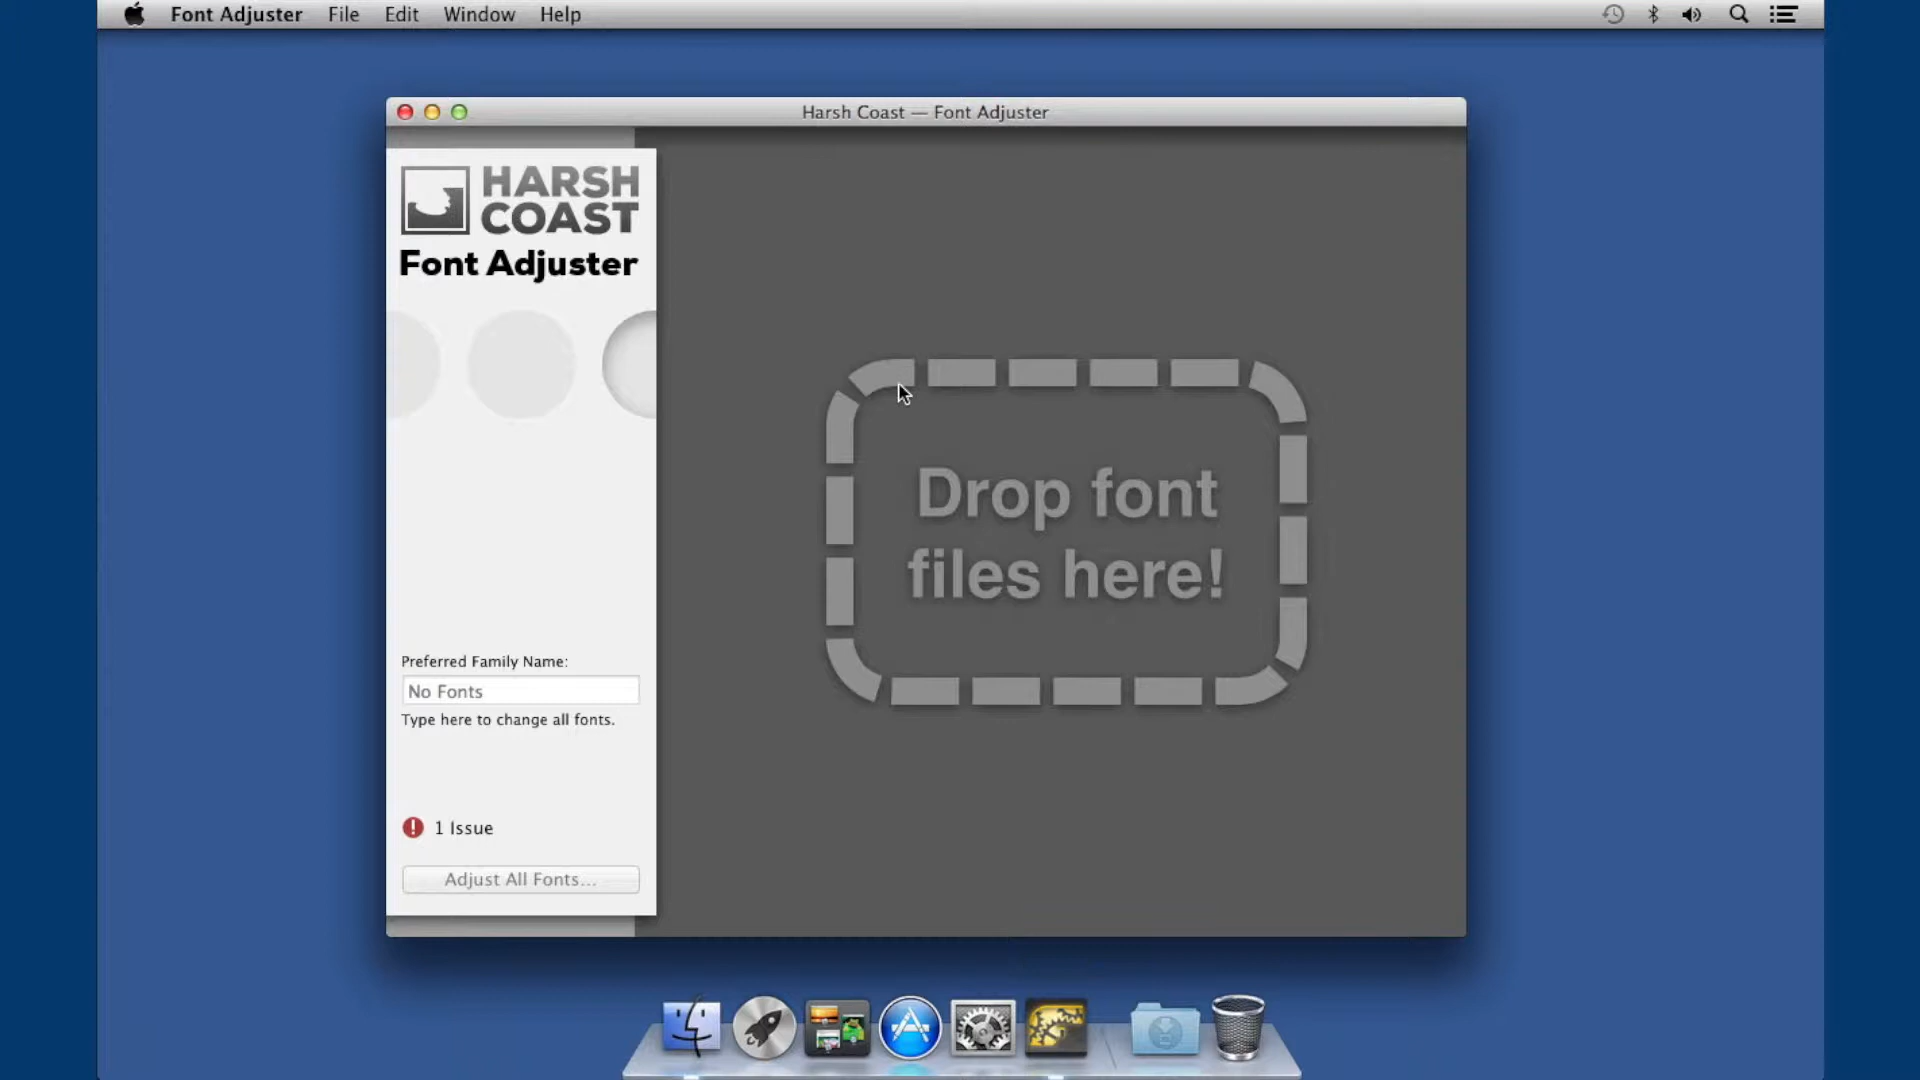 Font Adjuster File Edit Window Help
Harsh Coast — Font Adjuster
HARSH
COAST
Font Adjuster
Drop font
files here!
Preferred Family Name:
No Fonts
Type here to change all fonts.
1 Issue
Adjust All Fonts...